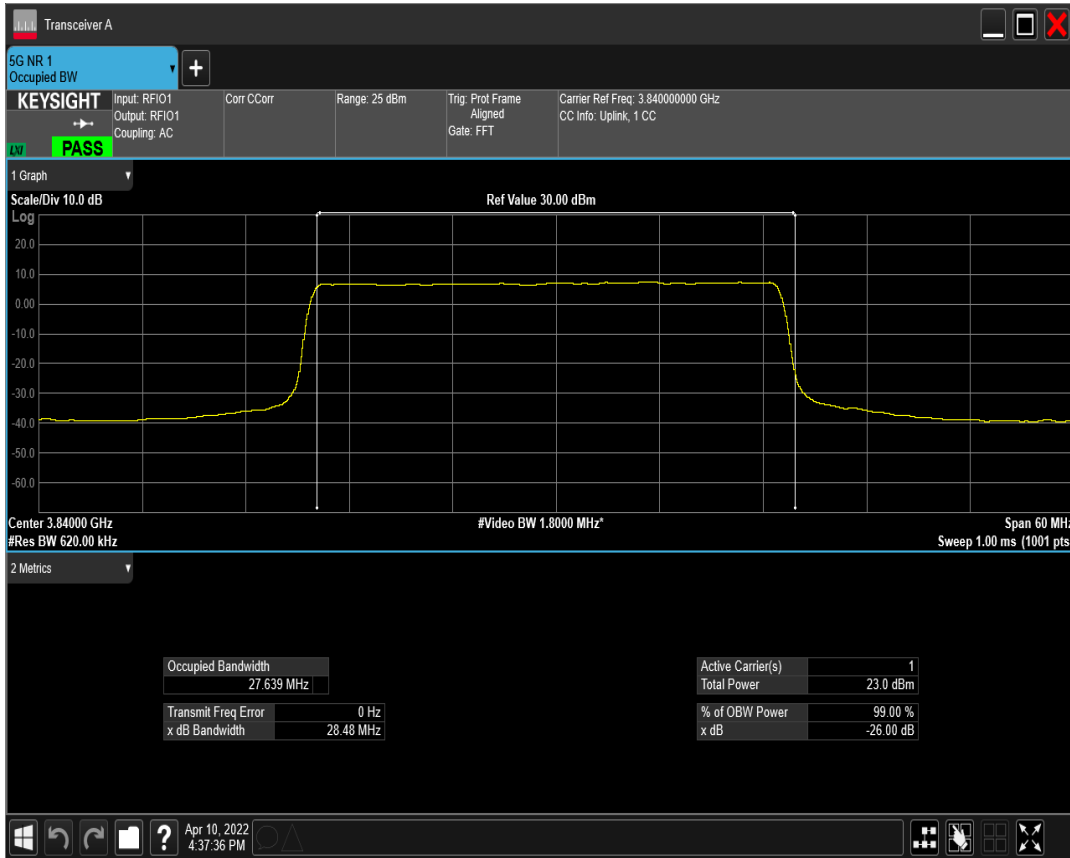 Transceiver A
5G NR 1
Occupied BW
+
KEYSIGHT
LXI
PASS
Input: RFIO1
Output: RFIO1
Coupling: AC
Corr CCorr
Range: 25 dBm
Trig: Prot Frame
Aligned
Gate: FFT
Carrier Ref Freq: 3.840000000 GHz
CC Info: Uplink, 1 CC
1 Graph
Scale/Div 10.0 dB
Ref Value 30.00 dBm
Log
20.0
10.0
0.00
-10.0
-20.0
-30.0
-40.0
-50.0
-60.0
Center 3.84000 GHz
#Video BW 1.8000 MHz*
Span 60 MHz
#Res BW 620.00 kHz
Sweep 1.00 ms (1001 pts
2 Metrics
Occupied Bandwidth
27.639 MHz
Transmit Freq Error 0 Hz
x dB Bandwidth 28.48 MHz
Active Carrier(s) 1
Total Power 23.0 dBm
% of OBW Power 99.00 %
x dB -26.00 dB
?
Apr 10, 2022
4:37:36 PM